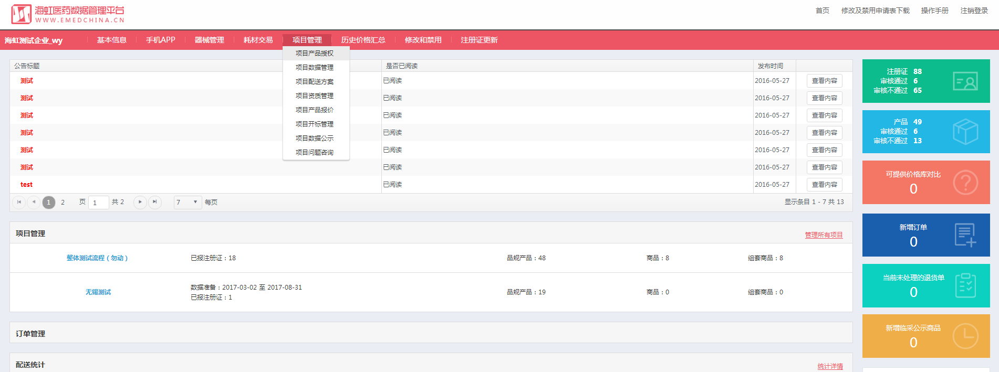 海虹医药数据管理平台
WWW.EMEDCHINA.CN
首页 修改及禁用申请表下载 操作手册 注销登录
海虹测试企业_wy 基本信息 手机APP 器械管理 耗材交易 项目管理 历史价格汇总 修改和禁用 注册证更新
项目产品授权
项目数据管理
项目配送方案
项目资质管理
项目产品报价
项目开标管理
项目数据公示
项目问题咨询
公告标题 是否已阅读 发布时间
测试 已阅读 2016-05-27 查看内容
测试 已阅读 2016-05-27 查看内容
测试 已阅读 2016-05-27 查看内容
测试 已阅读 2016-05-27 查看内容
测试 已阅读 2016-05-27 查看内容
测试 已阅读 2016-05-27 查看内容
test 已阅读 2016-05-27 查看内容
1 2 页 1 共 2 7 每页 显示条目 1 - 7 共 13
项目管理 管理所有项目
整体测试流程（勿动） 已报注册证：18 品规产品：48 商品：8 组套商品：8
无锡测试 数据准备：2017-03-02 至 2017-08-31
已报注册证：1 品规产品：19 商品：0 组套商品：0
订单管理
配送统计 统计详情
注册证 88
审核通过 6
审核不通过 65
产品 49
审核通过 6
审核不通过 13
可提供价格库对比
0
新增订单
0
当前未处理的退货单
0
新增临采公示商品
0